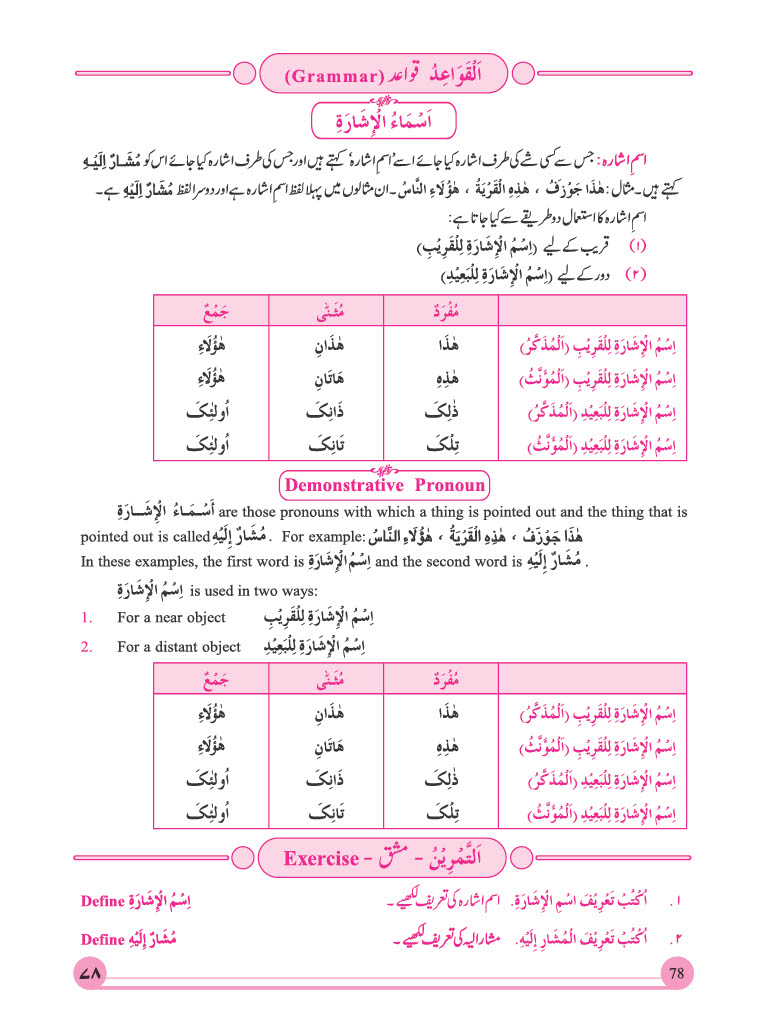 اَلْقَوَاعِدُ قواعد (Grammar)
اَسْمَاءُ الْإِشَارَةِ
اسمِ اشارہ: جس سے کسی شے کی طرف اشارہ کیا جائے اسے ’اسم اشارہ‘ کہتے ہیں اور جس کی طرف اشارہ کیا جائے اس کو مُشَارٌ اِلَيْهِ
کہتے ہیں۔ مثال: هٰذَا جَوْزَفُ ، هٰذِهِ الْقَرْيَةُ ، هٰؤُلَاءِ النَّاسُ۔ ان مثالوں میں پہلا لفظ اسم اشارہ ہے اور دوسرا لفظ مُشَارٌ اِلَيْهِ ہے۔
اسمِ اشارہ کا استعمال دو طریقے سے کیا جاتا ہے:
(۱) قریب کے لیے (اِسْمُ الْإِشَارَةِ لِلْقَرِيْبِ)
(۲) دور کے لیے (اِسْمُ الْإِشَارَةِ لِلْبَعِيْدِ)
مُفْرَدٌ مُثَنّٰى جَمْعٌ
اِسْمُ الْإِشَارَةِ لِلْقَرِيْبِ (اَلْمُذَكَّرُ) هٰذَا هٰذَانِ هٰؤُلَاءِ
اِسْمُ الْإِشَارَةِ لِلْقَرِيْبِ (اَلْمُؤَنَّثُ) هٰذِهِ هَاتَانِ هٰؤُلَاءِ
اِسْمُ الْإِشَارَةِ لِلْبَعِيْدِ (اَلْمُذَكَّرُ) ذٰلِکَ ذَانِکَ أُولٰئِکَ
اِسْمُ الْإِشَارَةِ لِلْبَعِيْدِ (اَلْمُؤَنَّثُ) تِلْکَ تَانِکَ أُولٰئِکَ
Demonstrative Pronoun
أَسْمَاءُ الْإِشَارَةِ are those pronouns with which a thing is pointed out and the thing that is
pointed out is called مُشَارٌ إِلَيْهِ . For example: هٰذَا جَوْزَفُ ، هٰذِهِ الْقَرْيَةُ ، هٰؤُلَاءِ النَّاسُ
In these examples, the first word is اِسْمُ الْإِشَارَةِ and the second word is مُشَارٌ إِلَيْهِ .
اِسْمُ الْإِشَارَةِ is used in two ways:
1. For a near object اِسْمُ الْإِشَارَةِ لِلْقَرِيْبِ
2. For a distant object اِسْمُ الْإِشَارَةِ لِلْبَعِيْدِ
مُفْرَدٌ مُثَنّٰى جَمْعٌ
اِسْمُ الْإِشَارَةِ لِلْقَرِيْبِ (اَلْمُذَكَّرُ) هٰذَا هٰذَانِ هٰؤُلَاءِ
اِسْمُ الْإِشَارَةِ لِلْقَرِيْبِ (اَلْمُؤَنَّثُ) هٰذِهِ هَاتَانِ هٰؤُلَاءِ
اِسْمُ الْإِشَارَةِ لِلْبَعِيْدِ (اَلْمُذَكَّرُ) ذٰلِکَ ذَانِکَ أُولٰئِکَ
اِسْمُ الْإِشَارَةِ لِلْبَعِيْدِ (اَلْمُؤَنَّثُ) تِلْکَ تَانِکَ أُولٰئِکَ
اَلتَّمْرِيْنُ - مشق - Exercise
۱. اُكْتُبْ تَعْرِيْفَ اسْمِ الْإِشَارَةِ. اسم اشارہ کی تعریف لکھیے۔ Define اِسْمُ الْإِشَارَةِ
۲. اُكْتُبْ تَعْرِيْفَ الْمُشَارِ إِلَيْهِ. مشار الیہ کی تعریف لکھیے۔ Define مُشَارٌ إِلَيْهِ
۷۸ 78